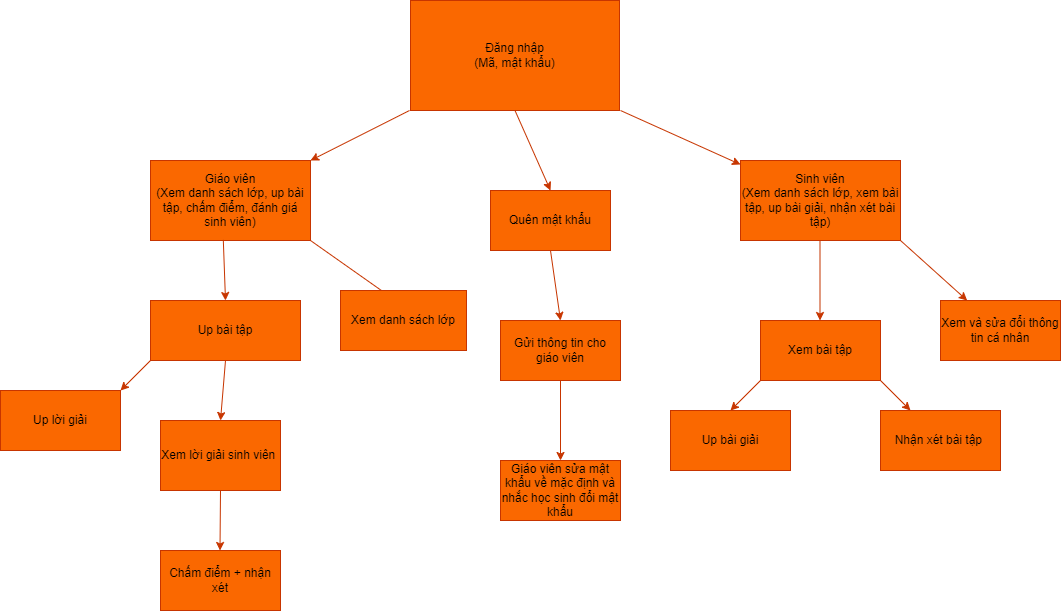 Đăng nhập
(Mã, mật khẩu)
Giáo viên
(Xem danh sách lớp, up bài
tập, chấm điểm, đánh giá
sinh viên)
Quên mật khẩu
Sinh viên
(Xem danh sách lớp, xem bài
tập, up bài giải, nhận xét bài
tập)
Up bài tập
Xem danh sách lớp
Gửi thông tin cho
giáo viên
Xem bài tập
Xem và sửa đổi thông
tin cá nhân
Up lời giải
Xem lời giải sinh viên
Giáo viên sửa mật
khẩu về mặc định và
nhắc học sinh đổi mật
khẩu
Up bài giải
Nhận xét bài tập
Chấm điểm + nhận
xét